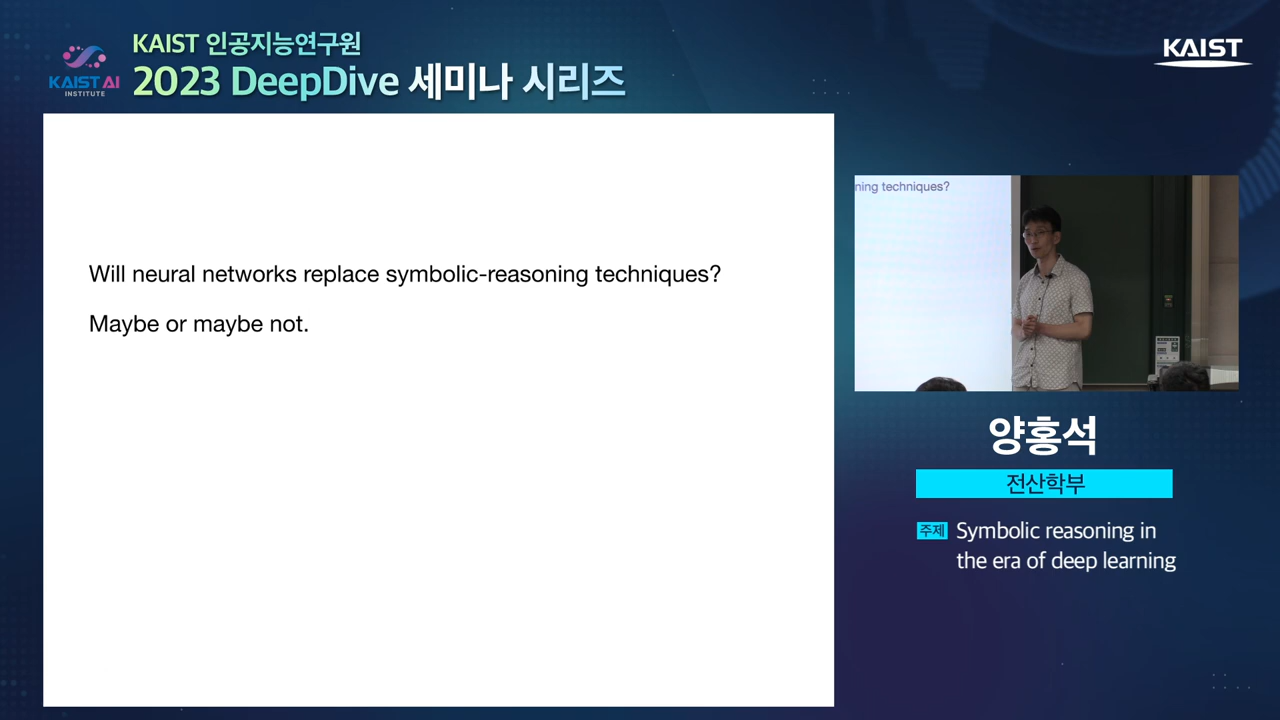 KAIST 인공지능연구원
2023 DeepDive 세미나 시리즈
KAIST AI
INSTITUTE
KAIST
Will neural networks replace symbolic-reasoning techniques?
Maybe or maybe not.
ning techniques?
양홍석
전산학부
주제 Symbolic reasoning in
the era of deep learning